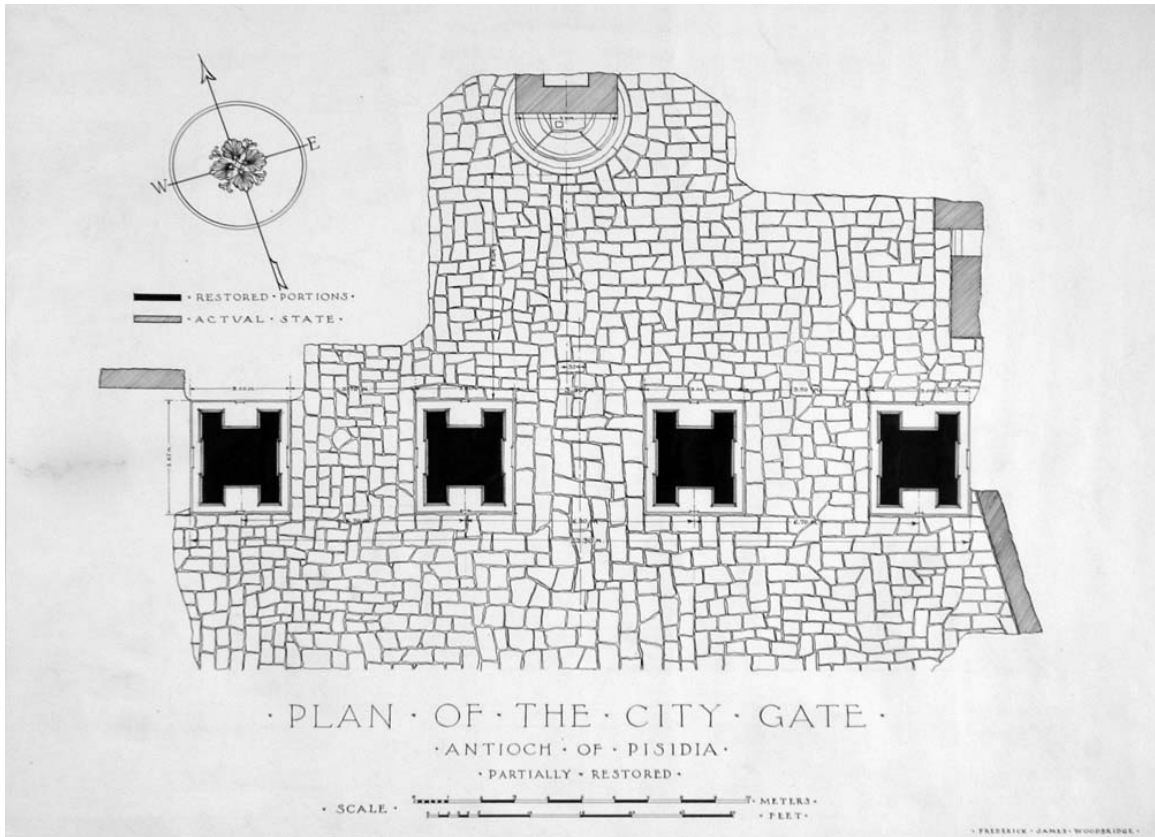 E
W
· RESTORED · PORTIONS ·
· ACTUAL · STATE ·
· PLAN · OF · THE · CITY · GATE ·
· ANTIOCH · OF · PISIDIA ·
· PARTIALLY · RESTORED ·
· SCALE · · METERS ·
· FEET ·
· FREDERICK · JAMES · WOODBRIDGE ·